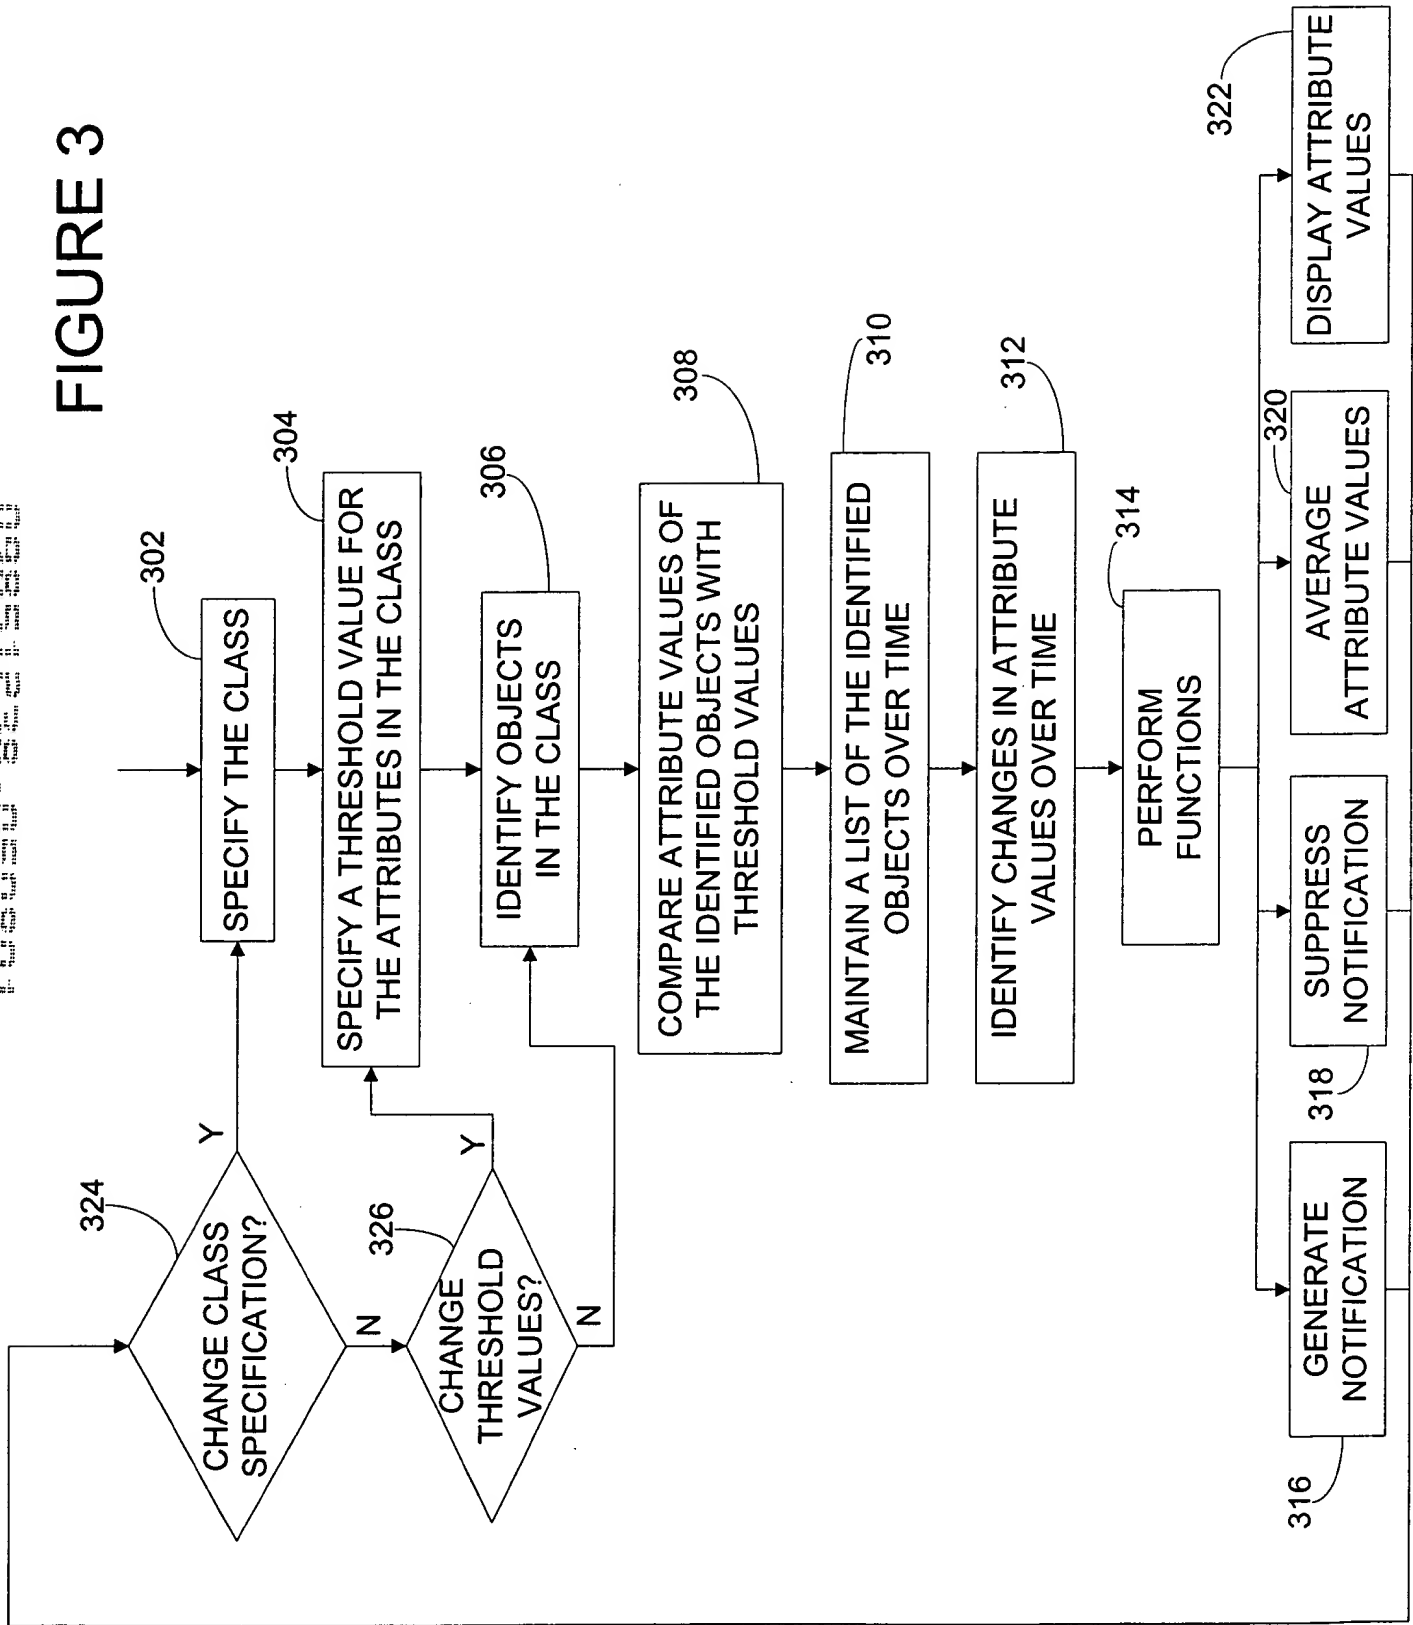 FIGURE 3
302
SPECIFY THE CLASS
304
SPECIFY A THRESHOLD VALUE FOR
THE ATTRIBUTES IN THE CLASS
306
IDENTIFY OBJECTS
IN THE CLASS
308
COMPARE ATTRIBUTE VALUES OF
THE IDENTIFIED OBJECTS WITH
THRESHOLD VALUES
310
MAINTAIN A LIST OF THE IDENTIFIED
OBJECTS OVER TIME
312
IDENTIFY CHANGES IN ATTRIBUTE
VALUES OVER TIME
314
PERFORM
FUNCTIONS
324
CHANGE CLASS
SPECIFICATION?
Y
N
326
CHANGE
THRESHOLD
VALUES?
Y
N
316
GENERATE
NOTIFICATION
318
SUPPRESS
NOTIFICATION
320
AVERAGE
ATTRIBUTE VALUES
322
DISPLAY ATTRIBUTE
VALUES